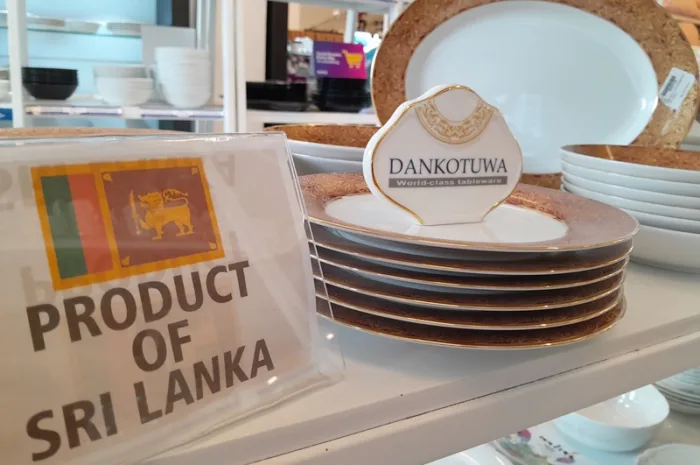 PRODUCT
OF
SRI LANKA
DANKOTUWA
World-class tableware